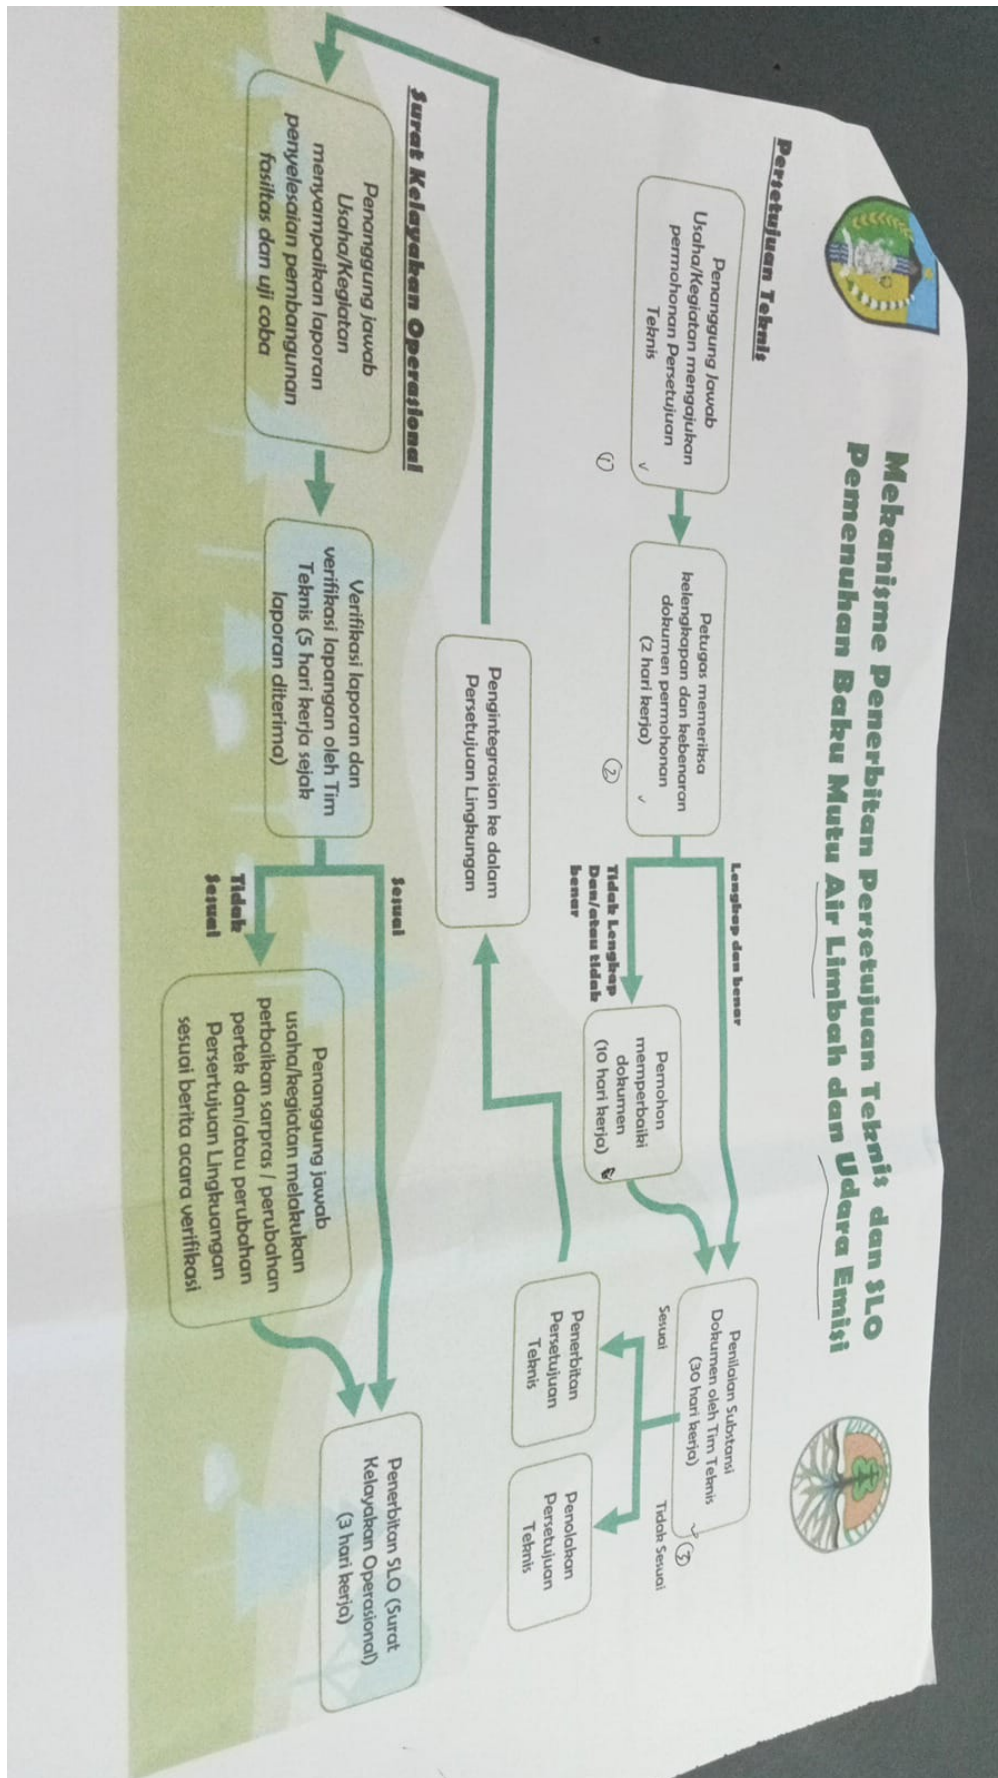 Mekanisme Penerbitan Persetujuan Teknis dan SLO
Pemenuhan Baku Mutu Air Limbah dan Udara Emisi
Persetujuan Teknis
Penanggung Jawab
Usaha/Kegiatan mengajukan
permohonan Persetujuan
Teknis
1
Petugas memeriksa
kelengkapan dan kebenaran
dokumen permohonan
(2 hari kerja)
2
Lengkap dan benar
Tidak Lengkap
Dan/atau tidak
benar
Pemohon
memperbaiki
dokumen
(10 hari kerja)
Penilaian Substansi
Dokumen oleh Tim Teknis
(30 hari kerja)
3
Sesuai
Tidak Sesuai
Penerbitan
Persetujuan
Teknis
Penolakan
Persetujuan
Teknis
Pengintegrasian ke dalam
Persetujuan Lingkungan
Surat Kelayakan Operasional
Penanggung jawab
Usaha/Kegiatan
menyampaikan laporan
penyelesaian pembangunan
fasiltas dan uji coba
Verifikasi laporan dan
verifikasi lapangan oleh Tim
Teknis (5 hari kerja sejak
laporan diterima)
Sesuai
Tidak
Sesuai
Penanggung jawab
usaha/kegiatan melakukan
perbaikan sarpras / perubahan
pertek dan/atau perubahan
Persertujuan Lingkuangan
sesuai berita acara verifikasi
Penerbitan SLO (Surat
Kelayakan Operasional)
(3 hari kerja)